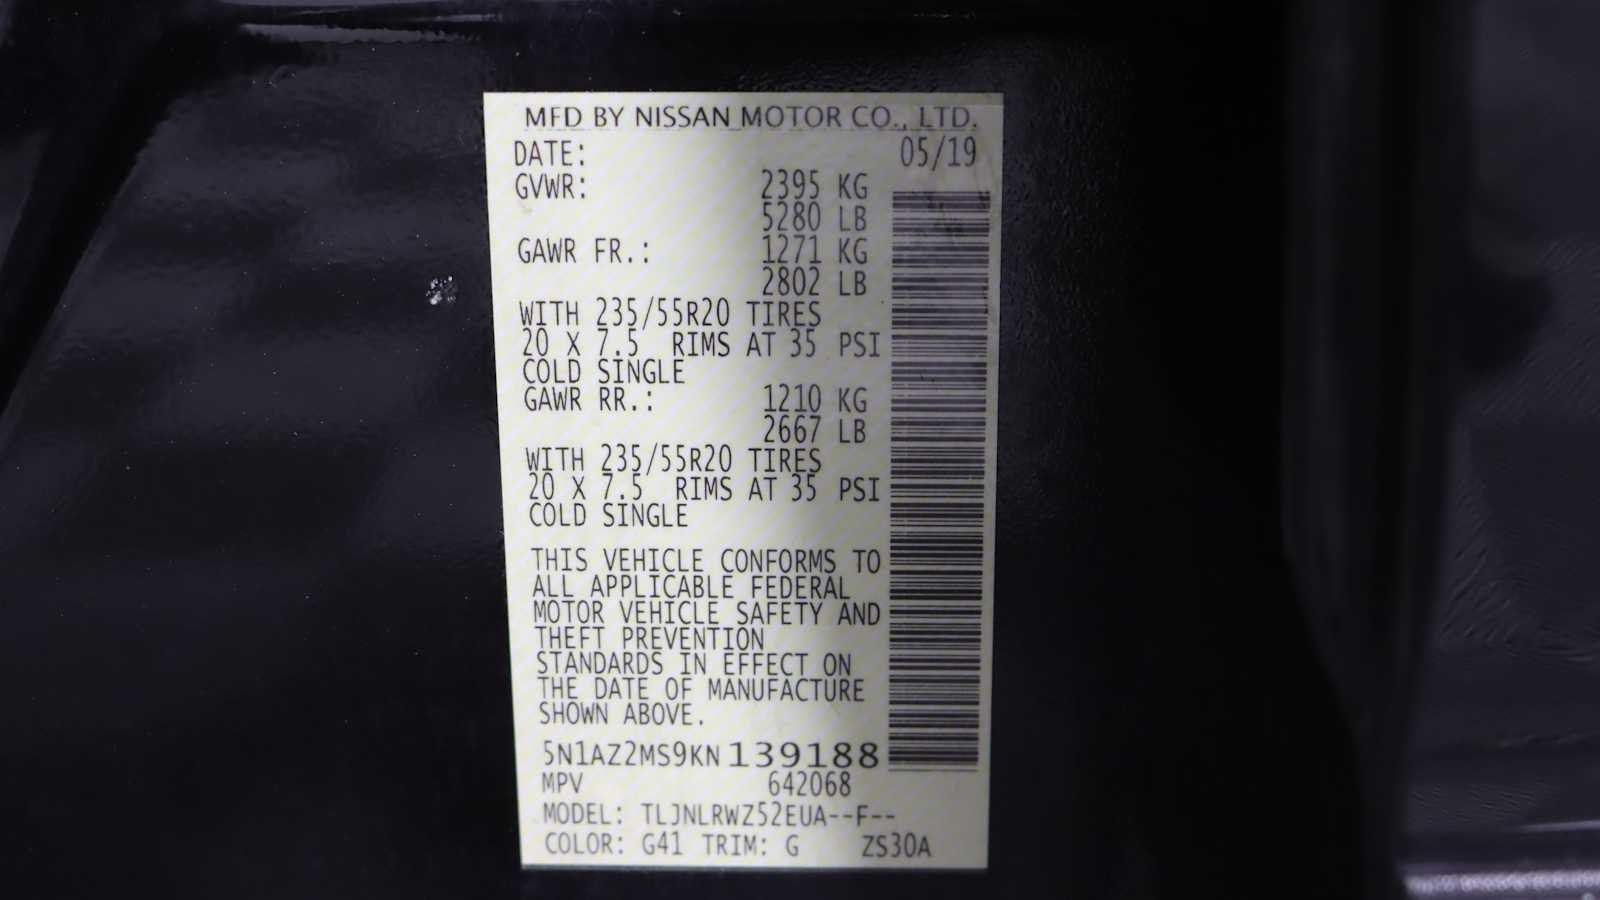 MFD BY NISSAN MOTOR CO., LTD.
DATE: 05/19
GVWR: 2395 KG
5280 LB
GAWR FR.: 1271 KG
2802 LB
WITH 235/55R20 TIRES
20 X 7.5 RIMS AT 35 PSI
COLD SINGLE
GAWR RR.: 1210 KG
2667 LB
WITH 235/55R20 TIRES
20 X 7.5 RIMS AT 35 PSI
COLD SINGLE
THIS VEHICLE CONFORMS TO
ALL APPLICABLE FEDERAL
MOTOR VEHICLE SAFETY AND
THEFT PREVENTION
STANDARDS IN EFFECT ON
THE DATE OF MANUFACTURE
SHOWN ABOVE.
5N1AZ2MS9KN139188
MPV 642068
MODEL: TLJNLRWZ52EUA--F--
COLOR: G41 TRIM: G ZS30A